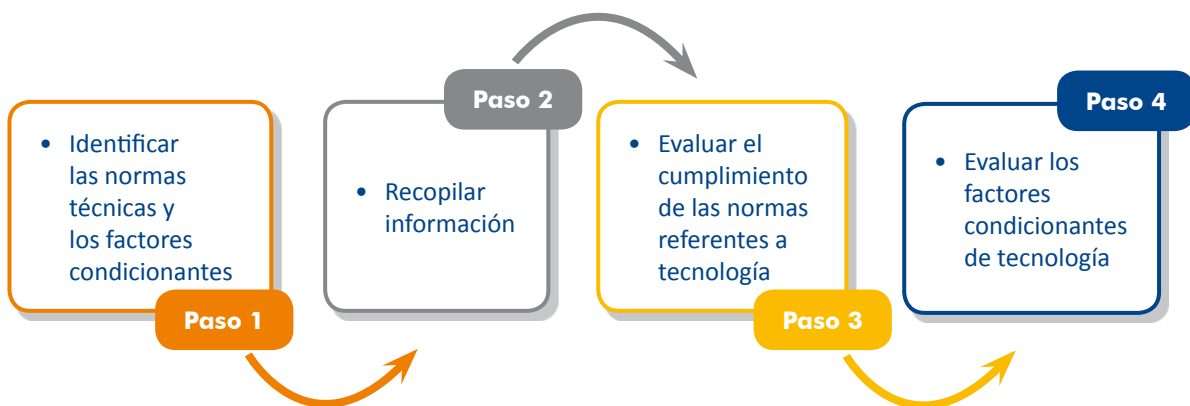 Paso 1
• Identificar
las normas
técnicas y
los factores
condicionantes
Paso 2
• Recopilar
información
Paso 3
• Evaluar el
cumplimiento
de las normas
referentes a
tecnología
Paso 4
• Evaluar los
factores
condicionantes
de tecnología